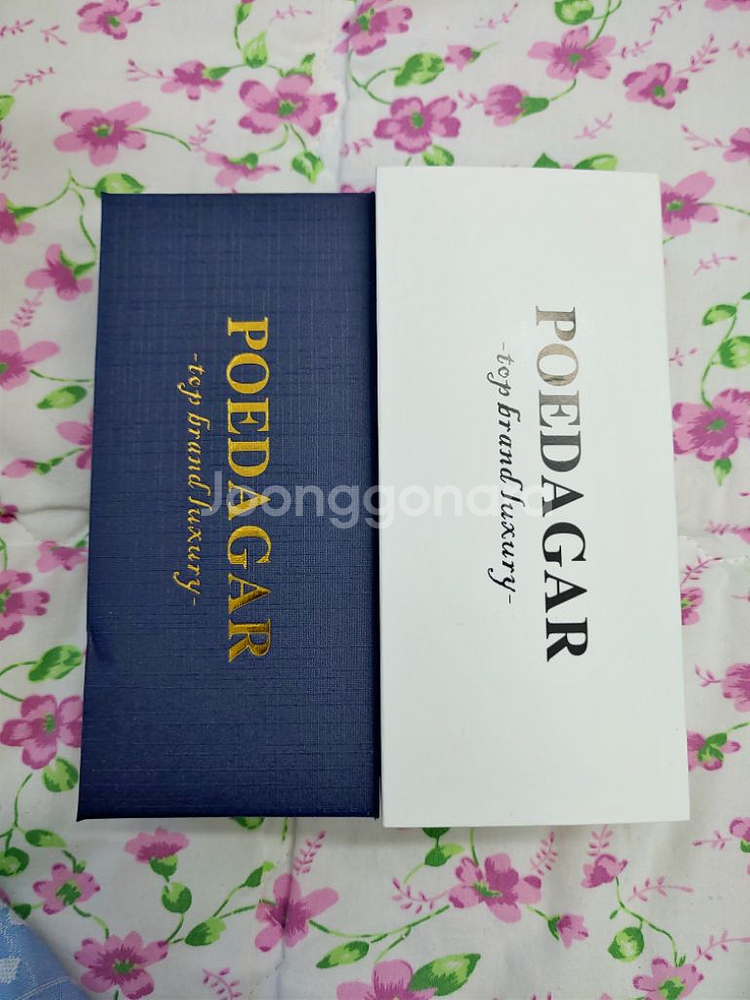 POEDAGAR
-top brand luxury-
POEDAGAR
-top brand luxury-
Joonggonara